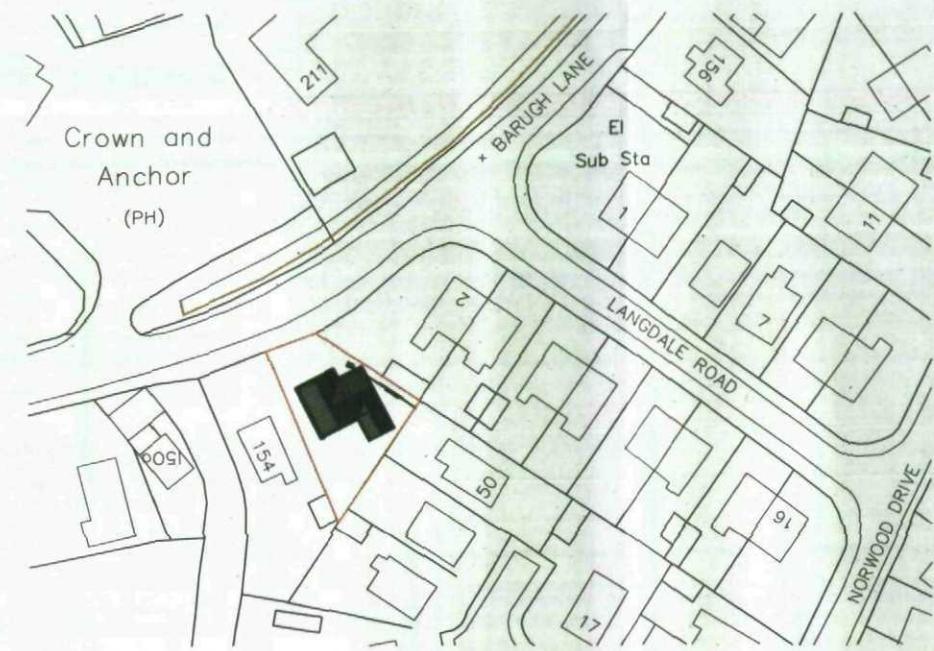 211
156
+ BARUGH LANE
El
Sub Sta
Crown and
Anchor
(PH)
1
11
2
LANGDALE ROAD
7
150a
154
50
16
NORWOOD DRIVE
17